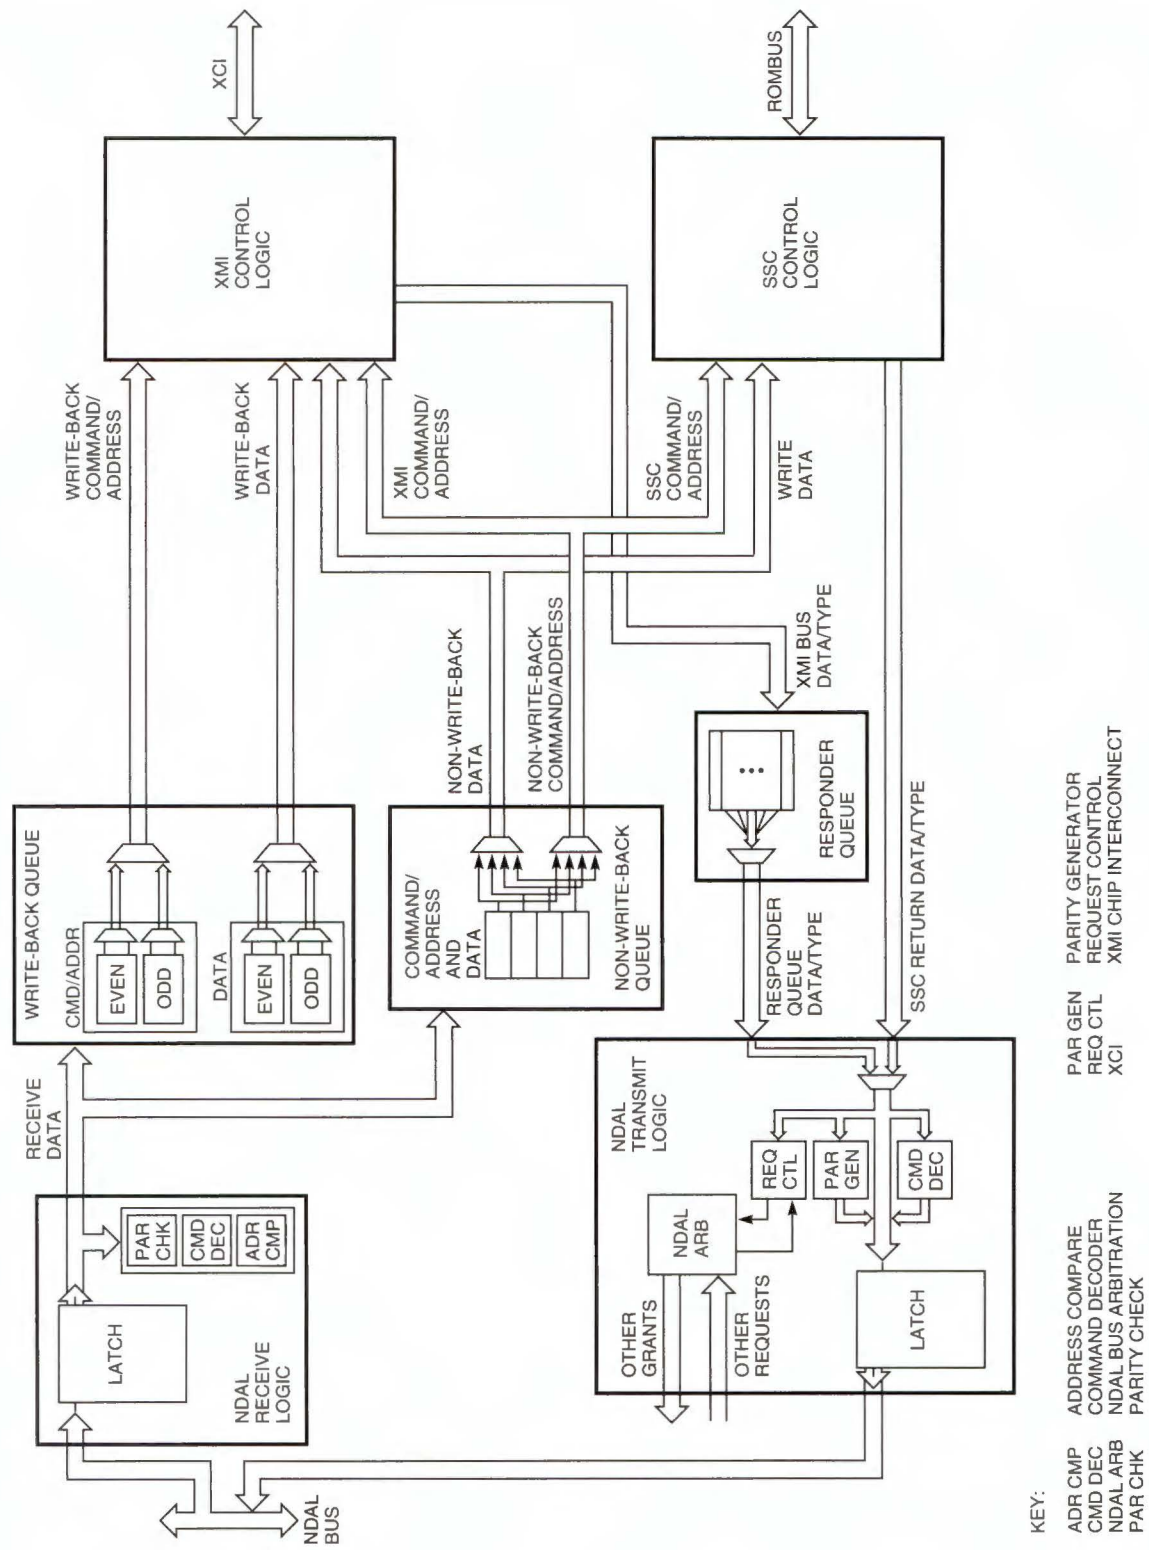 XCI
ROMBUS
XMI
CONTROL
LOGIC
SSC
CONTROL
LOGIC
WRITE-BACK
COMMAND/
ADDRESS
WRITE-BACK
DATA
XMI
COMMAND/
ADDRESS
SSC
COMMAND/
ADDRESS
WRITE
DATA
NON-WRITE-BACK
DATA
NON-WRITE-BACK
COMMAND/ADDRESS
XMI BUS
DATA/TYPE
WRITE-BACK QUEUE
CMD/ADDR
EVEN
ODD
DATA
EVEN
ODD
COMMAND/
ADDRESS
AND
DATA
NON-WRITE-BACK
QUEUE
RESPONDER
QUEUE
RECEIVE
DATA
RESPONDER
QUEUE
DATA/TYPE
SSC RETURN DATA/TYPE
PAR
CHK
CMD
DEC
ADR
CMP
LATCH
NDAL
RECEIVE
LOGIC
NDAL
TRANSMIT
LOGIC
REQ
CTL
PAR
GEN
CMD
DEC
NDAL
ARB
OTHER
GRANTS
OTHER
REQUESTS
LATCH
NDAL
BUS
KEY:
ADR CMP ADDRESS COMPARE PAR GEN PARITY GENERATOR
CMD DEC COMMAND DECODER REQ CTL REQUEST CONTROL
NDAL ARB NDAL BUS ARBITRATION XCI XMI CHIP INTERCONNECT
PAR CHK PARITY CHECK